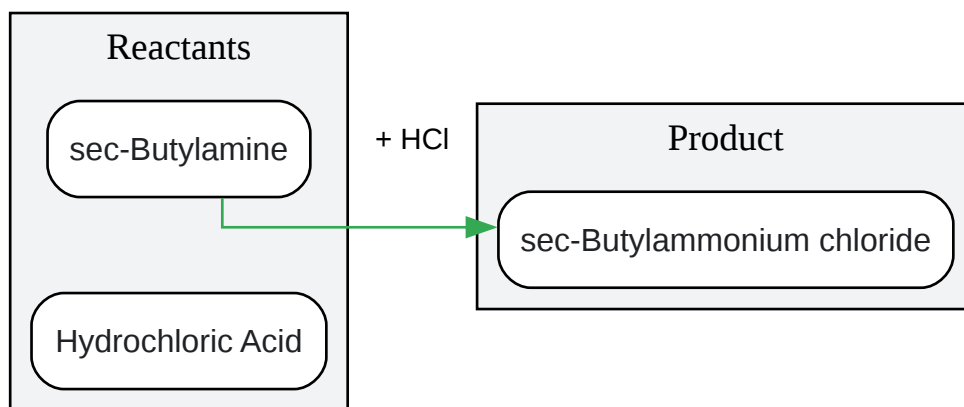 Reactants
sec-Butylamine
Hydrochloric Acid
+ HCl
Product
sec-Butylammonium chloride